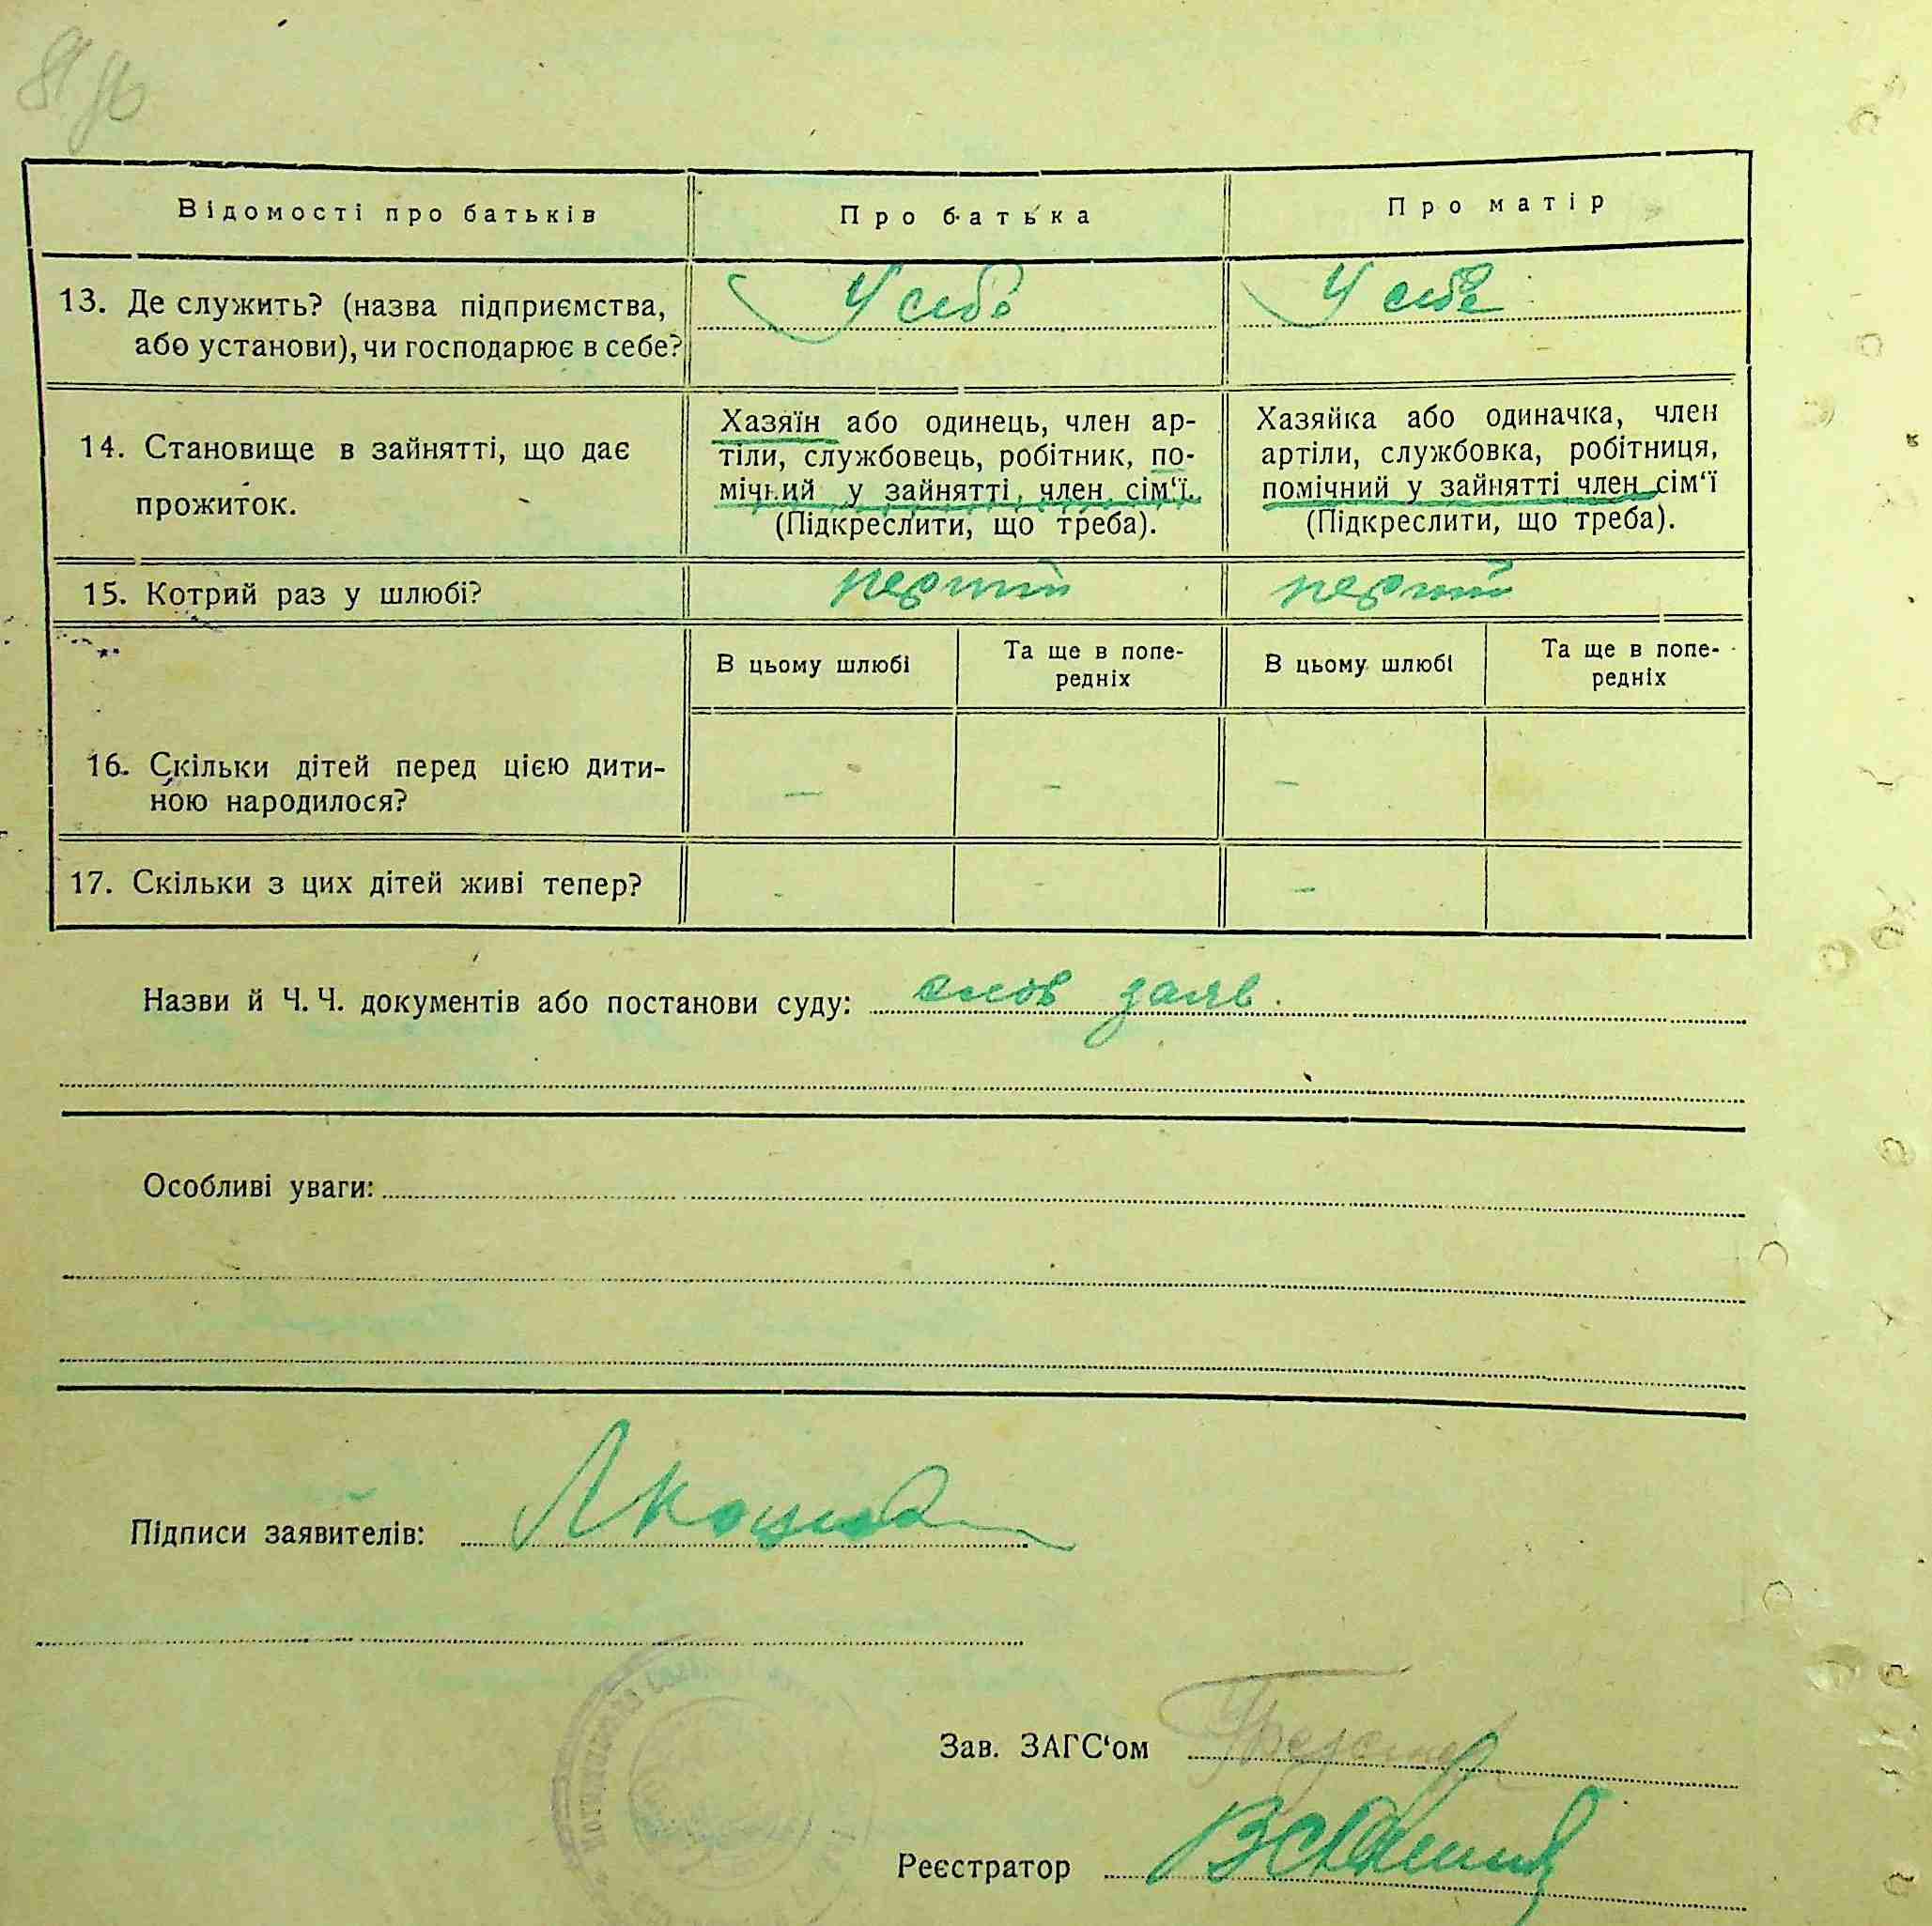 Відомості про батьків
Про батька
Про матір
13. Де служить? (назва підприємства,
або установи), чи господарює в себе?
У себе
У себе
14. Становище в зайнятті, що дає
прожиток.
Хазяїн або одинець, член ар-
тіли, службовець, робітник, по-
мічний у зайнятті, член сім‘ї.
(Підкреслити, що треба).
Хазяйка або одиначка, член
артіли, службовка, робітниця,
помічний у зайнятті член сім‘ї
(Підкреслити, що треба).
15. Котрий раз у шлюбі?
перший
перший
В цьому шлюбі
Та ще в попе-
редніх
В цьому шлюбі
Та ще в попе-
редніх
16. Скільки дітей перед цією дити-
ною народилося?
–
–
–
17. Скільки з цих дітей живі тепер?
–
–
–
Назви й Ч. Ч. документів або постанови суду: слов заяв.
Особливі уваги:
Підписи заявителів:
Зав. ЗАГС‘ом
Реєстратор